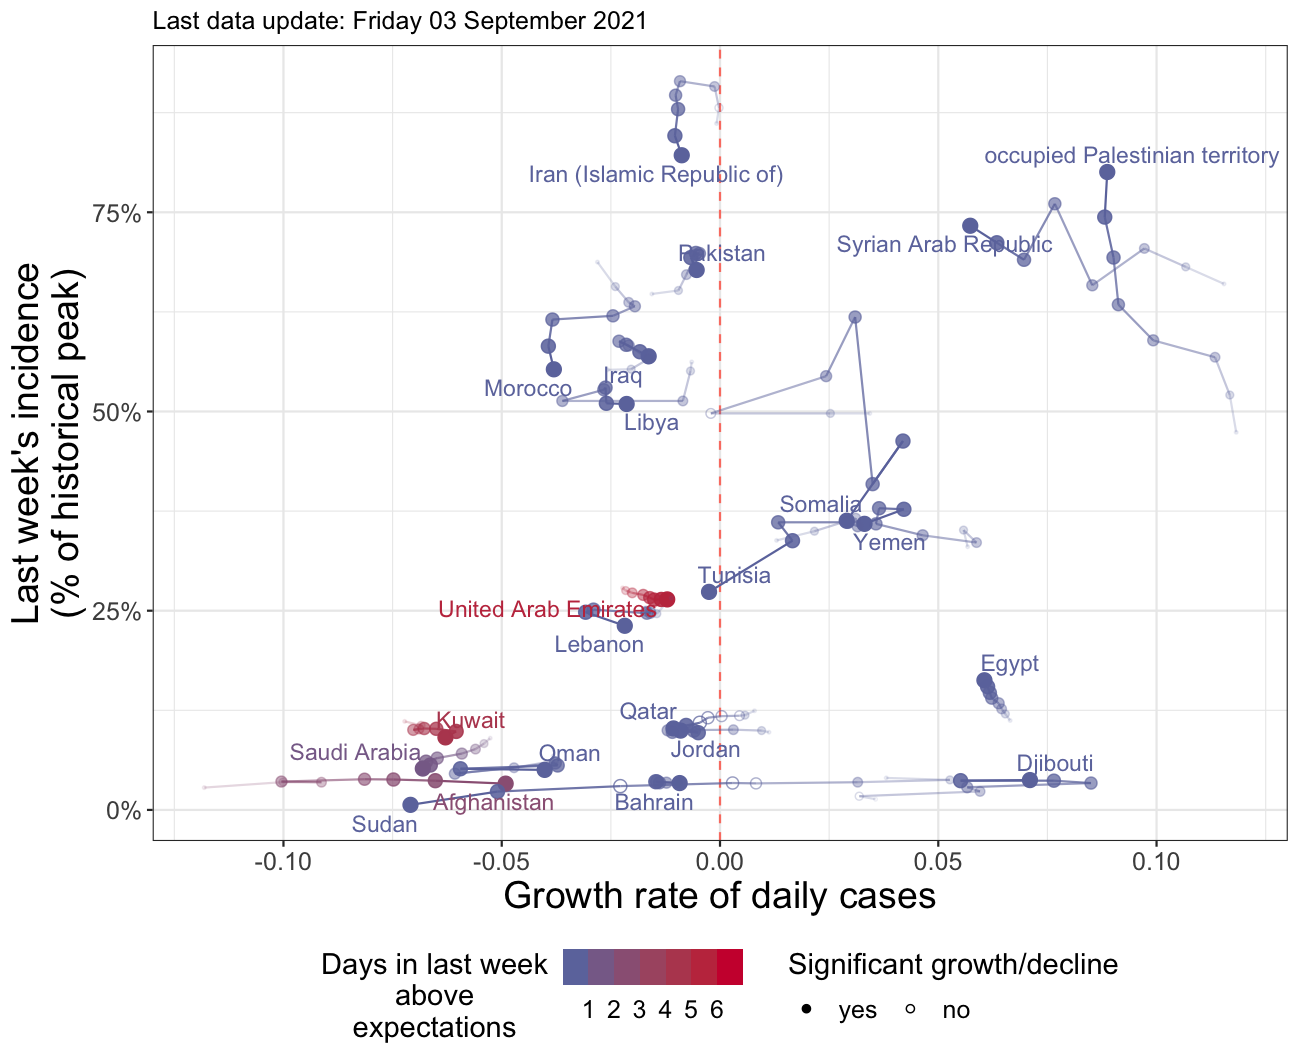 Last data update: Friday 03 September 2021
Last week's incidence
(% of historical peak)
75%
50%
25%
0%
Iran (Islamic Republic of)
occupied Palestinian territory
Syrian Arab Republic
Pakistan
Morocco
Iraq
Libya
Somalia
Yemen
Tunisia
United Arab Emirates
Lebanon
Egypt
Qatar
Kuwait
Jordan
Saudi Arabia
Oman
Djibouti
Afghanistan
Bahrain
Sudan
-0.10
-0.05
0.00
0.05
0.10
Growth rate of daily cases
Days in last week
above
expectations
1 2 3 4 5 6
Significant growth/decline
yes
no